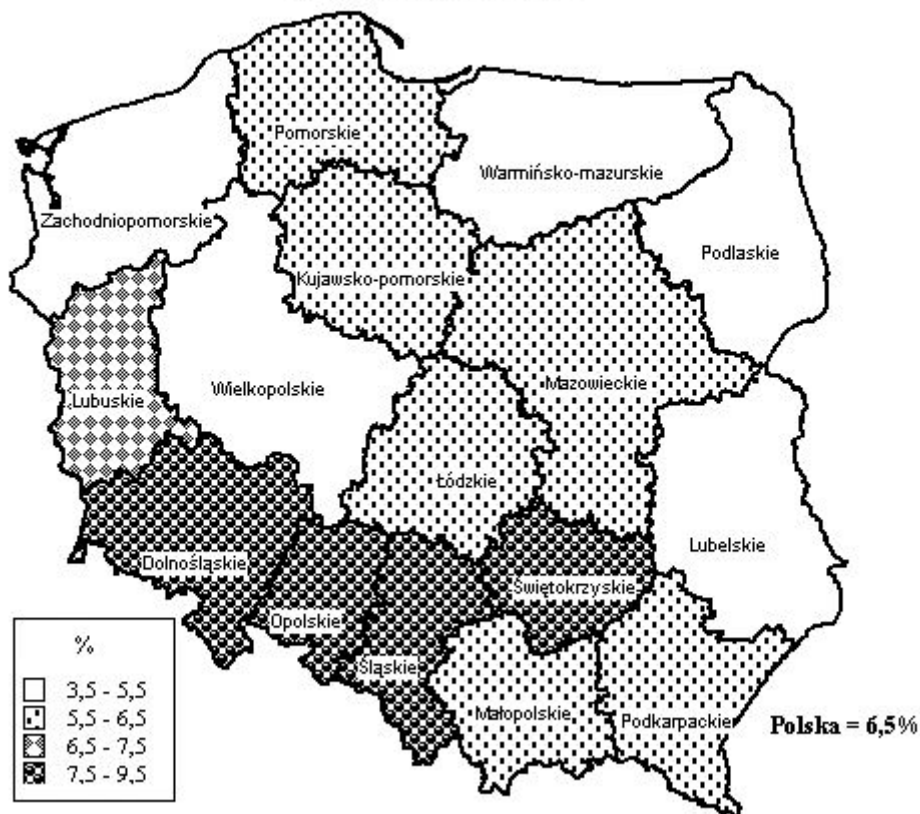 Pomorskie
Warmińsko-mazurskie
Zachodniopomorskie
Podlaskie
Kujawsko-pomorskie
Mazowieckie
Wielkopolskie
Lubuskie
Łódzkie
Lubelskie
Dolnośląskie
Świętokrzyskie
Opolskie
Śląskie
Małopolskie
Podkarpackie
Polska = 6,5%
%
3,5 - 5,5
5,5 - 6,5
6,5 - 7,5
7,5 - 9,5